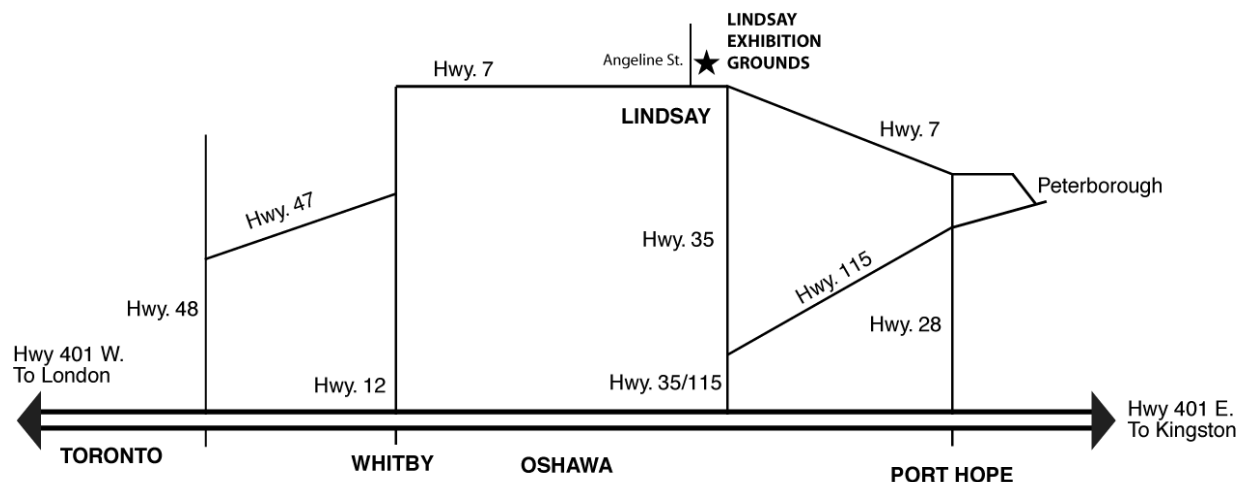 LINDSAY
EXHIBITION
GROUNDS
Angeline St.
Hwy. 7
LINDSAY
Hwy. 7
Peterborough
Hwy. 47
Hwy. 35
Hwy. 115
Hwy. 48
Hwy. 28
Hwy 401 W.
To London
Hwy. 12
Hwy. 35/115
Hwy 401 E.
To Kingston
TORONTO
WHITBY
OSHAWA
PORT HOPE